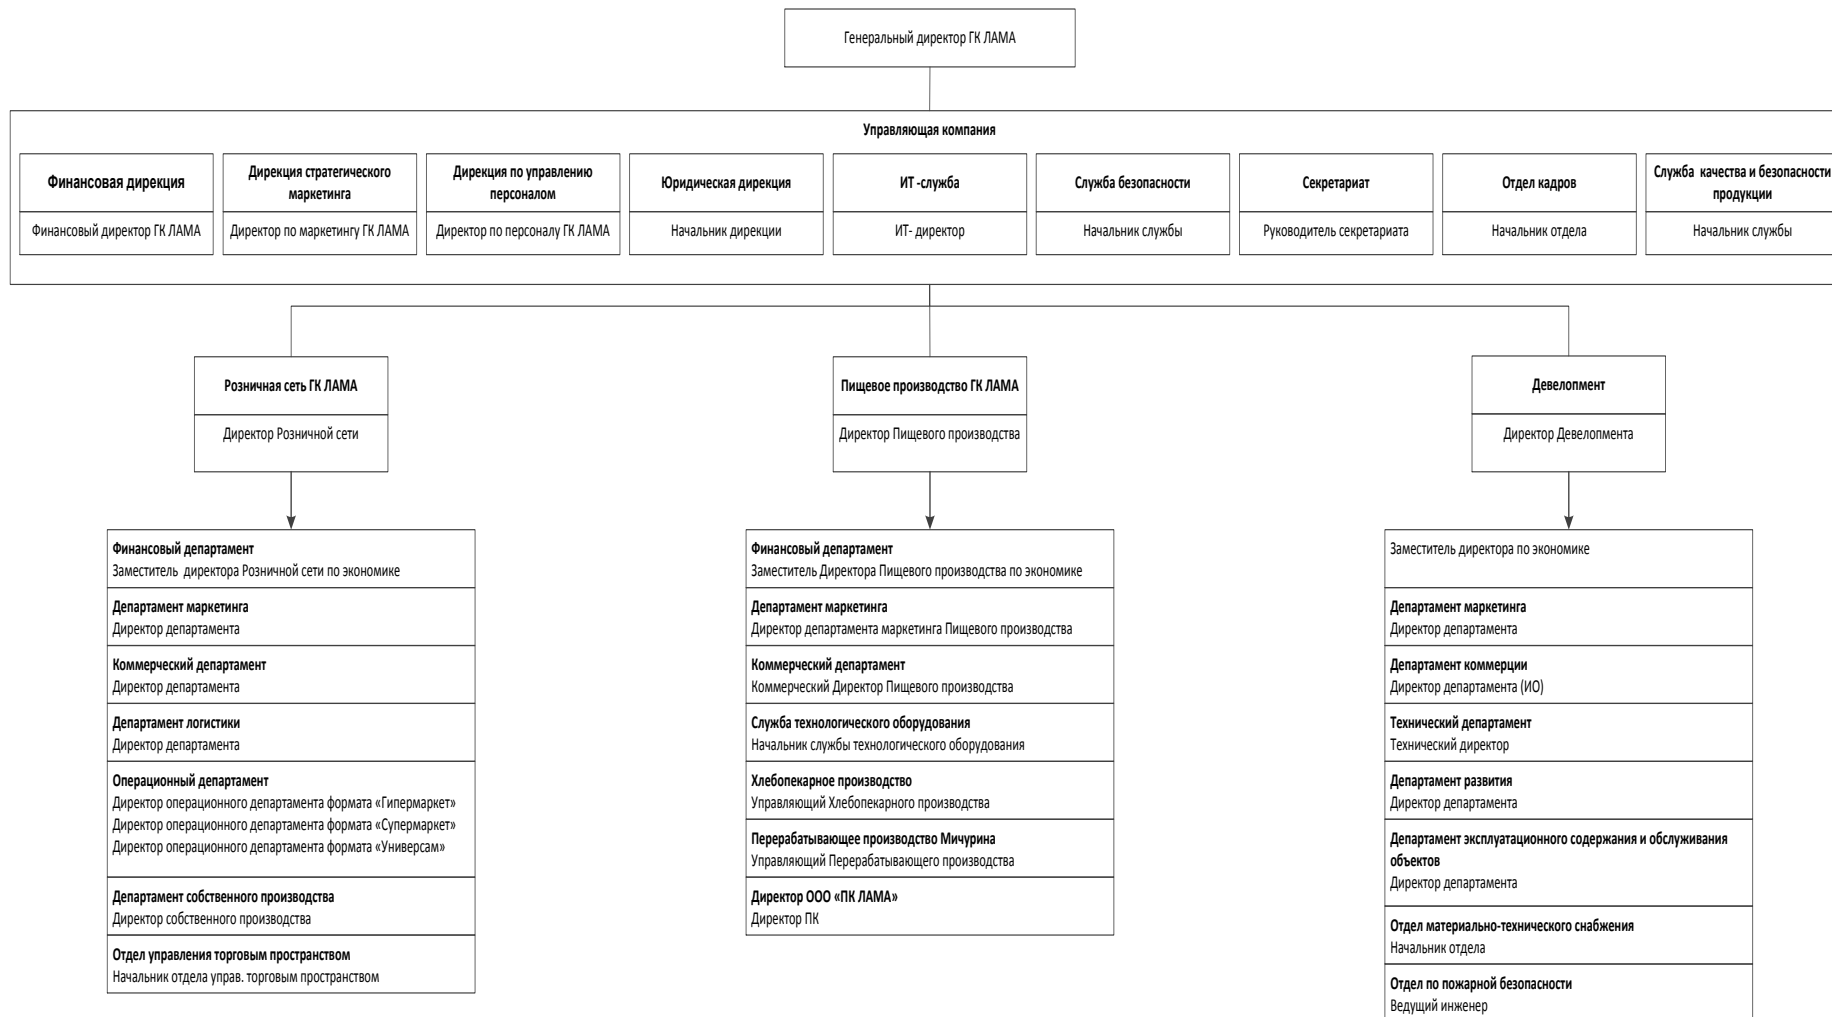 Генеральный директор ГК ЛАМА
Управляющая компания
Финансовая дирекция
Финансовый директор ГК ЛАМА
Дирекция стратегического
маркетинга
Директор по маркетингу ГК ЛАМА
Дирекция по управлению
персоналом
Директор по персоналу ГК ЛАМА
Юридическая дирекция
Начальник дирекции
ИТ -служба
ИТ- директор
Служба безопасности
Начальник службы
Секретариат
Руководитель секретариата
Отдел кадров
Начальник отдела
Служба качества и безопасности
продукции
Начальник службы
Розничная сеть ГК ЛАМА
Директор Розничной сети
Финансовый департамент
Заместитель директора Розничной сети по экономике
Департамент маркетинга
Директор департамента
Коммерческий департамент
Директор департамента
Департамент логистики
Директор департамента
Операционный департамент
Директор операционного департамента формата «Гипермаркет»
Директор операционного департамента формата «Супермаркет»
Директор операционного департамента формата «Универсам»
Департамент собственного производства
Директор собственного производства
Отдел управления торговым пространством
Начальник отдела управ. торговым пространством
Пищевое производство ГК ЛАМА
Директор Пищевого производства
Финансовый департамент
Заместитель Директора Пищевого производства по экономике
Департамент маркетинга
Директор департамента маркетинга Пищевого производства
Коммерческий департамент
Коммерческий Директор Пищевого производства
Служба технологического оборудования
Начальник службы технологического оборудования
Хлебопекарное производство
Управляющий Хлебопекарного производства
Перерабатывающее производство Мичурина
Управляющий Перерабатывающего производства
Директор ООО «ПК ЛАМА»
Директор ПК
Девелопмент
Директор Девелопмента
Заместитель директора по экономике
Департамент маркетинга
Директор департамента
Департамент коммерции
Директор департамента (ИО)
Технический департамент
Технический директор
Департамент развития
Директор департамента
Департамент эксплуатационного содержания и обслуживания
объектов
Директор департамента
Отдел материально-технического снабжения
Начальник отдела
Отдел по пожарной безопасности
Ведущий инженер